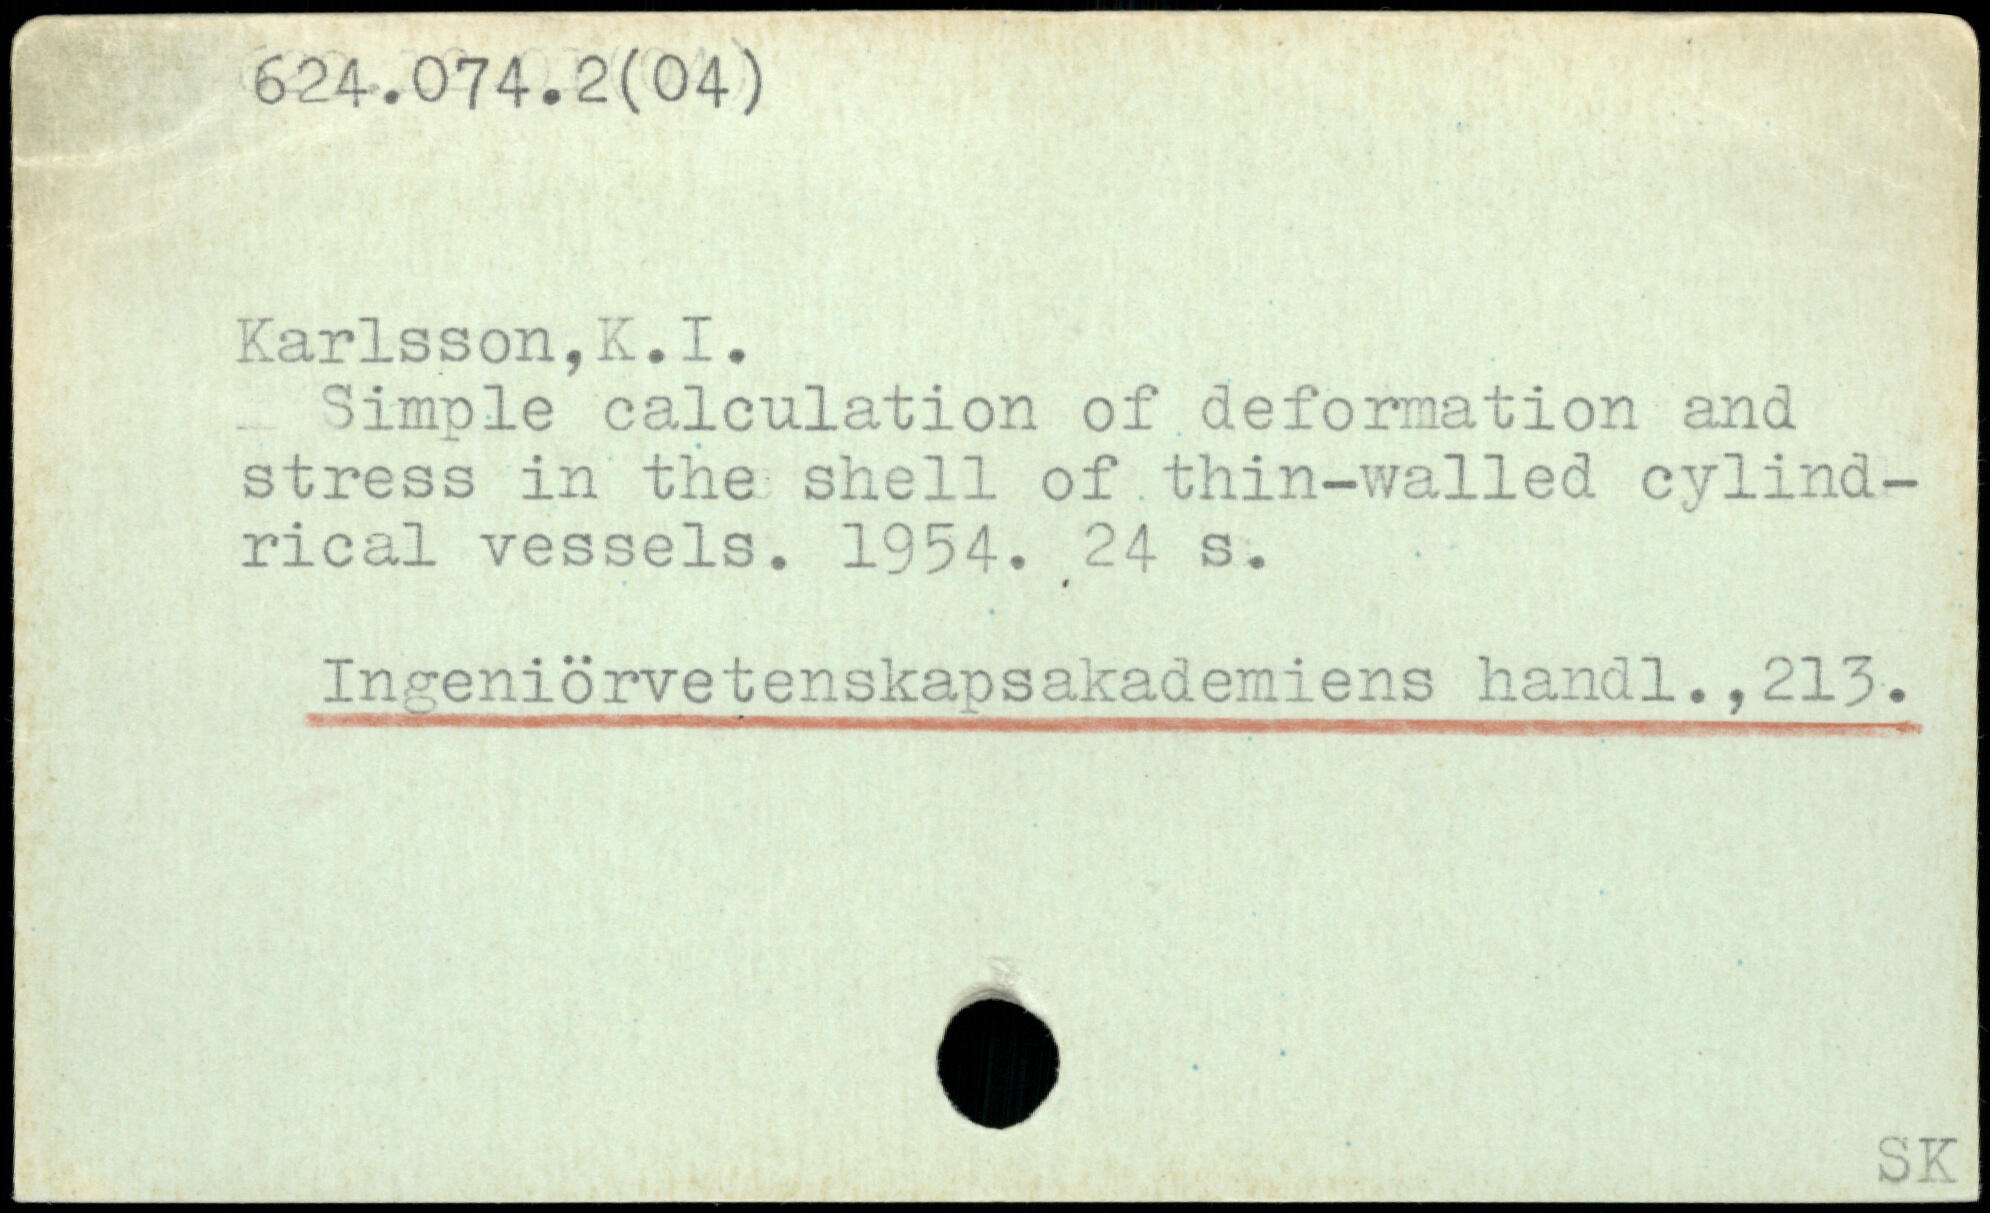 624.074.2(04)
Karlsson,K.I.
Simple calculation of deformation and
stress in the shell of thin-walled cylind-
rical vessels. 1954. 24 s.
Ingeniörvetenskapsakademiens handl.,213.
SK